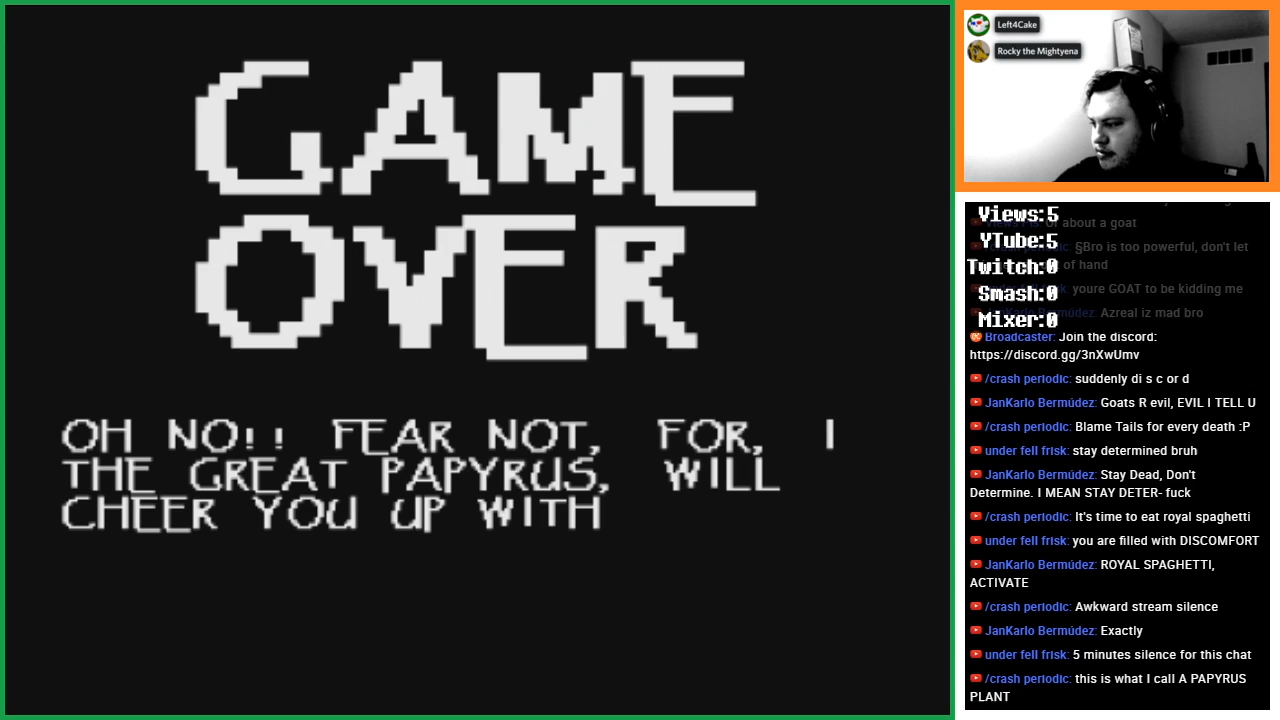 GAME
OVER
OH NO!! FEAR NOT, FOR, I
THE GREAT PAPYRUS, WILL
CHEER YOU UP WITH
Left4Cake
Rocky the Mightyena
Views:5
YTube:5
Twitch:0
Smash:0
Mixer:0
Or about a goat
§Bro is too powerful, don't let
of hand
youre GOAT to be kidding me
JanKarlo Bermúdez: Azreal iz mad bro
Broadcaster: Join the discord:
https://discord.gg/3nXwUmv
/crash periodic: suddenly di s c or d
JanKarlo Bermúdez: Goats R evil, EVIL I TELL U
/crash periodic: Blame Tails for every death :P
under fell frisk: stay determined bruh
JanKarlo Bermúdez: Stay Dead, Don't
Determine. I MEAN STAY DETER- fuck
/crash periodic: It's time to eat royal spaghetti
under fell frisk: you are filled with DISCOMFORT
JanKarlo Bermúdez: ROYAL SPAGHETTI,
ACTIVATE
/crash periodic: Awkward stream silence
JanKarlo Bermúdez: Exactly
under fell frisk: 5 minutes silence for this chat
/crash periodic: this is what I call A PAPYRUS
PLANT